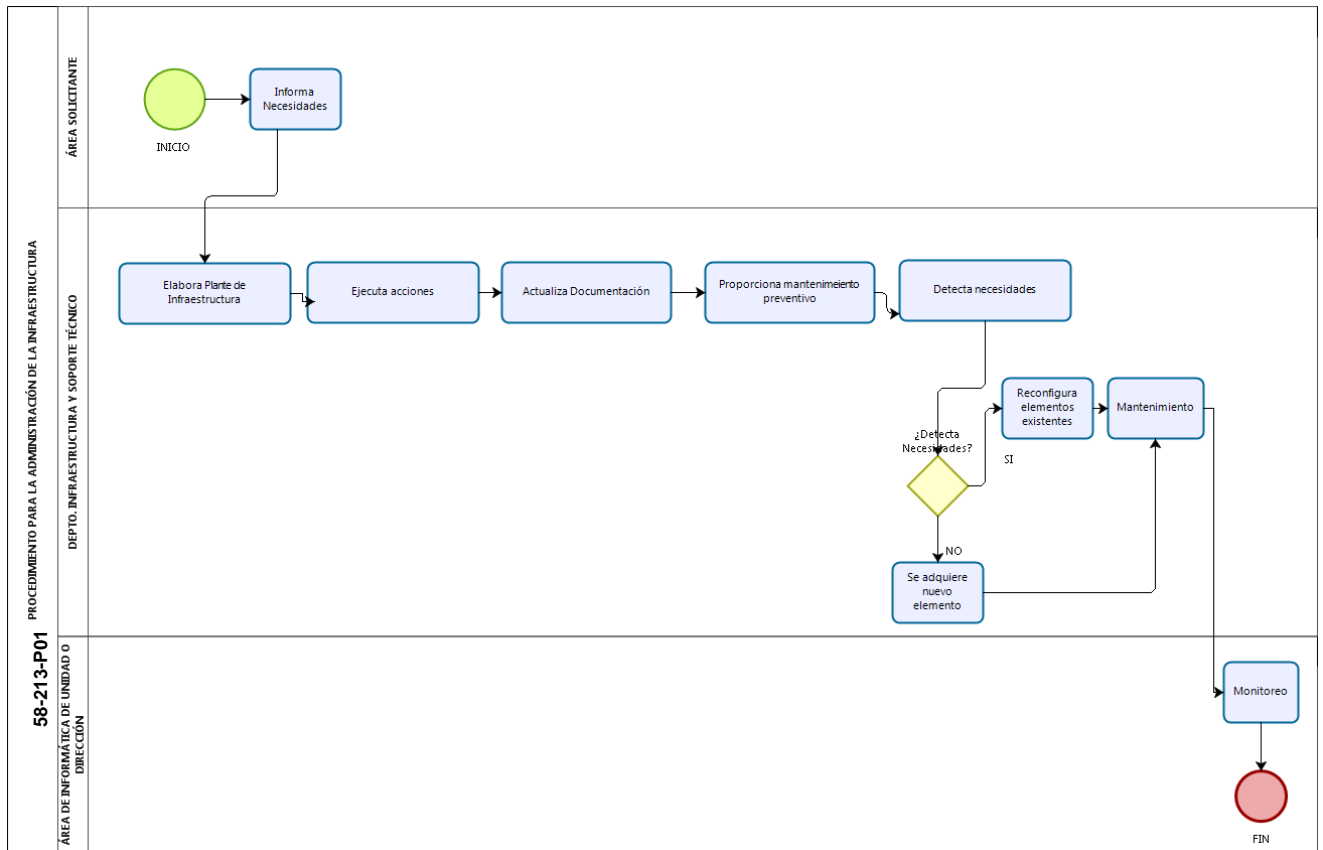 58-213-P01
PROCEDIMIENTO PARA LA ADMINISTRACIÓN DE LA INFRAESTRUCTURA
ÁREA SOLICITANTE
INICIO
Informa
Necesidades
DEPTO. INFRAESTRUCTURA Y SOPORTE TÉCNICO
Elabora Plante de
Infraestructura
Ejecuta acciones
Actualiza Documentación
Proporciona mantenimeiento
preventivo
Detecta necesidades
¿Detecta
Necesidades?
SI
Reconfigura
elementos
existentes
Mantenimiento
NO
Se adquiere
nuevo
elemento
ÁREA DE INFORMÁTICA DE UNIDAD O
DIRECCIÓN
Monitoreo
FIN